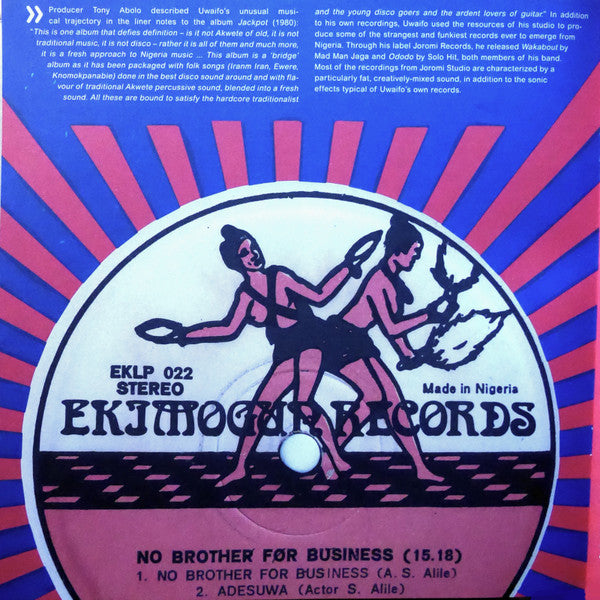 Producer Tony Abolo described Uwaifo's unusual musi-
cal trajectory in the liner notes to the album Jackpot (1980):
"This is one album that defies definition – is it not Akwete of old, it is not
traditional music, it is not disco – rather it is all of them and much more,
it is a fresh approach to Nigeria music ... This album is a 'bridge'
album as it has been packaged with folk songs (Iranm Iran, Ewere,
Knomokpanabie) done in the best disco sound around and with fla-
vour of traditional Akwete percussive sound, blended into a fresh
sound. All these are bound to satisfy the hardcore traditionalist
and the young disco goers and the ardent lovers of guitar." In addition
to his own recordings, Uwaifo used the resources of his studio to pro-
duce some of the strangest and funkiest records ever to emerge from
Nigeria. Through his label Joromi Records, he released Wakabout by
Mad Man Jaga and Ododo by Solo Hit, both members of his band.
Most of the recordings from Joromi Studio are characterized by a
particularly fat, creatively-mixed sound, in addition to the sonic
effects typical of Uwaifo's own records.
EKLP 022
STEREO
Made in Nigeria
EKIMOGUN RECORDS
NO BROTHER FOR BUSINESS (15.18)
1. NO BROTHER FOR BUSINESS (A. S. Alile)
2. ADESUWA (Actor S. Alile)